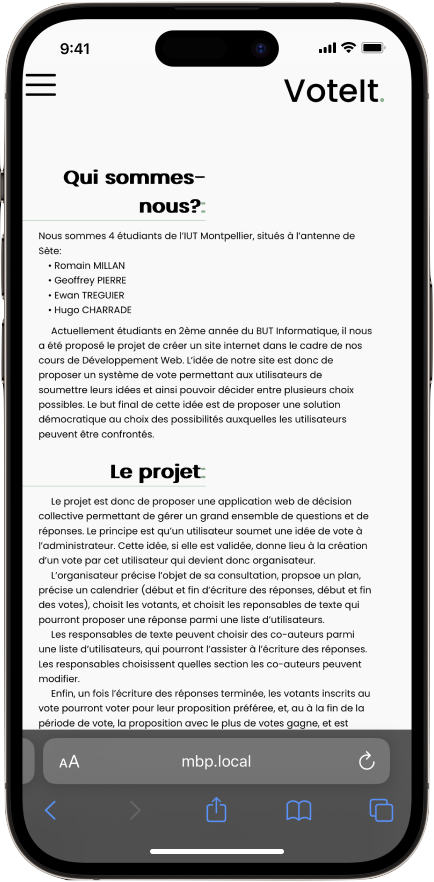 9:41
VoteIt.
Qui sommes-
nous?:
Nous sommes 4 étudiants de l'IUT Montpellier, situés à l'antenne de
Sète:
• Romain MILLAN
• Geoffrey PIERRE
• Ewan TREGUIER
• Hugo CHARRADE
Actuellement étudiants en 2ème année du BUT Informatique, il nous
a été proposé le projet de créer un site internet dans le cadre de nos
cours de Développement Web. L'idée de notre site est donc de
proposer un système de vote permettant aux utilisateurs de
soumettre leurs idées et ainsi pouvoir décider entre plusieurs choix
possibles. Le but final de cette idée est de proposer une solution
démocratique au choix des possibilités auxquelles les utilisateurs
peuvent être confrontés.
Le projet:
Le projet est donc de proposer une application web de décision
collective permettant de gérer un grand ensemble de questions et de
réponses. Le principe est qu'un utilisateur soumet une idée de vote à
l'administrateur. Cette idée, si elle est validée, donne lieu à la création
d'un vote par cet utilisateur qui devient donc organisateur.
L'organisateur précise l'objet de sa consultation, propsoe un plan,
précise un calendrier (début et fin d'écriture des réponses, début et fin
des votes), choisit les votants, et choisit les reponsables de texte qui
pourront proposer une réponse parmi une liste d'utilisateurs.
Les responsables de texte peuvent choisir des co-auteurs parmi
une liste d'utilisateurs, qui pourront l'assister à l'écriture des réponses.
Les responsables choisissent quelles section les co-auteurs peuvent
modifier.
Enfin, un fois l'écriture des réponses terminée, les votants inscrits au
vote pourront voter pour leur proposition préférée, et, au à la fin de la
période de vote, la proposition avec le plus de votes gagne, et est
AA
mbp.local